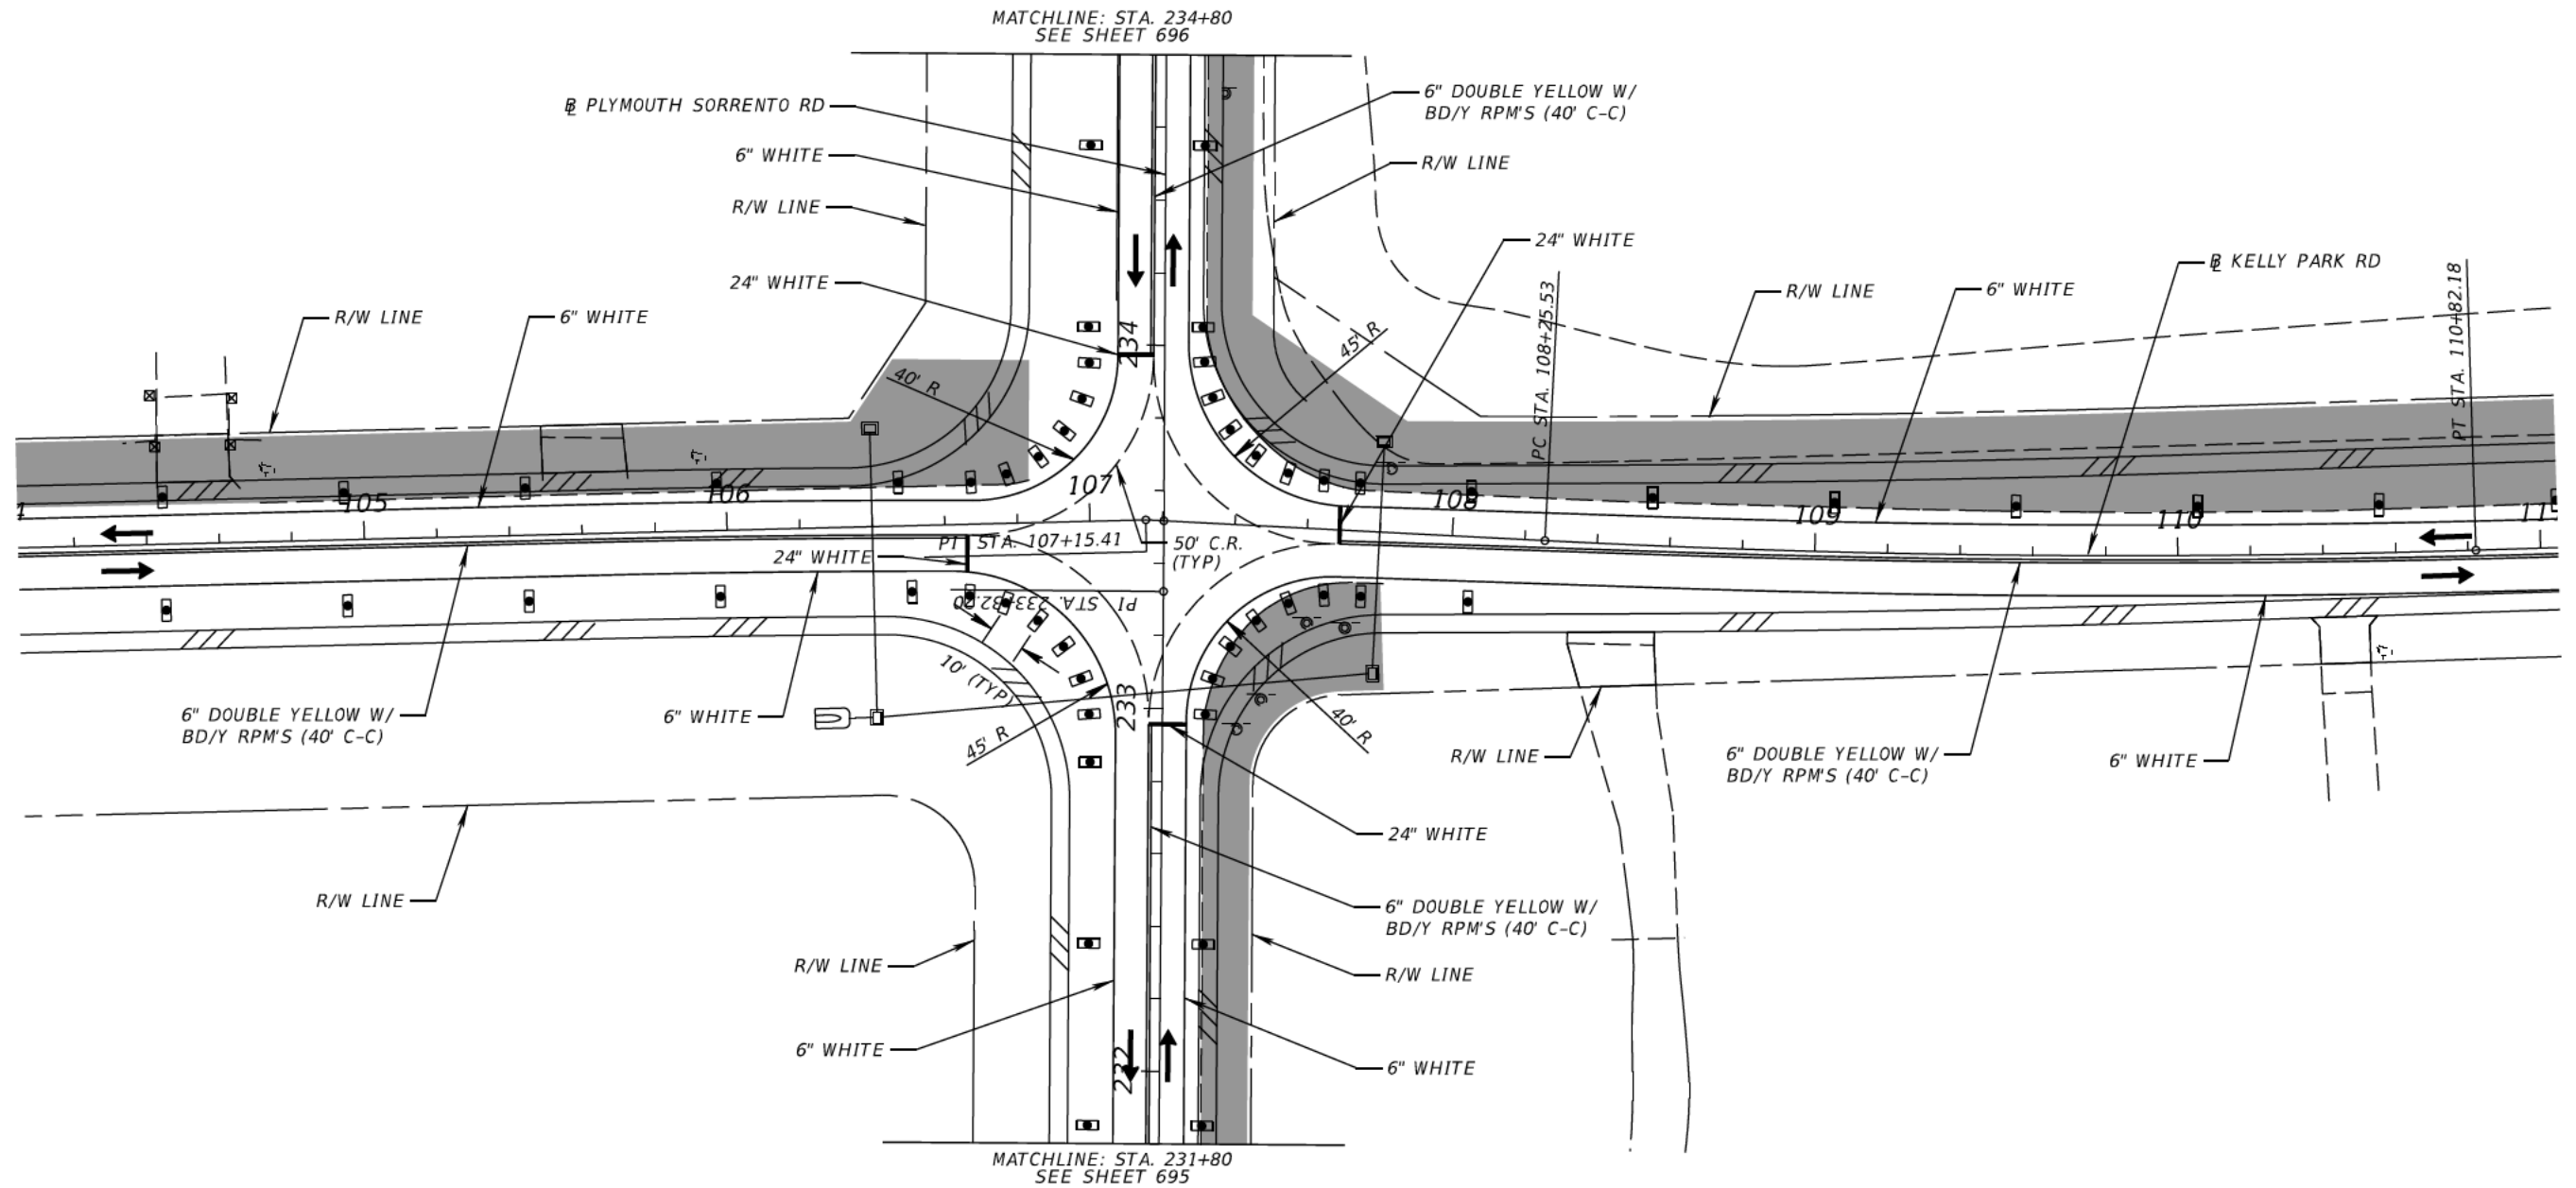 MATCHLINE: STA. 234+80
SEE SHEET 696
℄ PLYMOUTH SORRENTO RD
6" DOUBLE YELLOW W/
BD/Y RPM'S (40' C-C)
6" WHITE
R/W LINE
R/W LINE
24" WHITE
24" WHITE
R/W LINE
6" WHITE
℄ KELLY PARK RD
R/W LINE
6" WHITE
PC STA. 108+25.53
PT STA. 110+82.18
234
45' R
40' R
105
106
107
108
109
110
11
PI STA. 107+15.41
24" WHITE
50' C.R.
(TYP)
PI STA. 233+32.20
10' (TYP)
233
45' R
40' R
6" DOUBLE YELLOW W/
BD/Y RPM'S (40' C-C)
6" WHITE
R/W LINE
6" DOUBLE YELLOW W/
BD/Y RPM'S (40' C-C)
6" WHITE
24" WHITE
R/W LINE
6" DOUBLE YELLOW W/
BD/Y RPM'S (40' C-C)
R/W LINE
R/W LINE
6" WHITE
6" WHITE
232
MATCHLINE: STA. 231+80
SEE SHEET 695